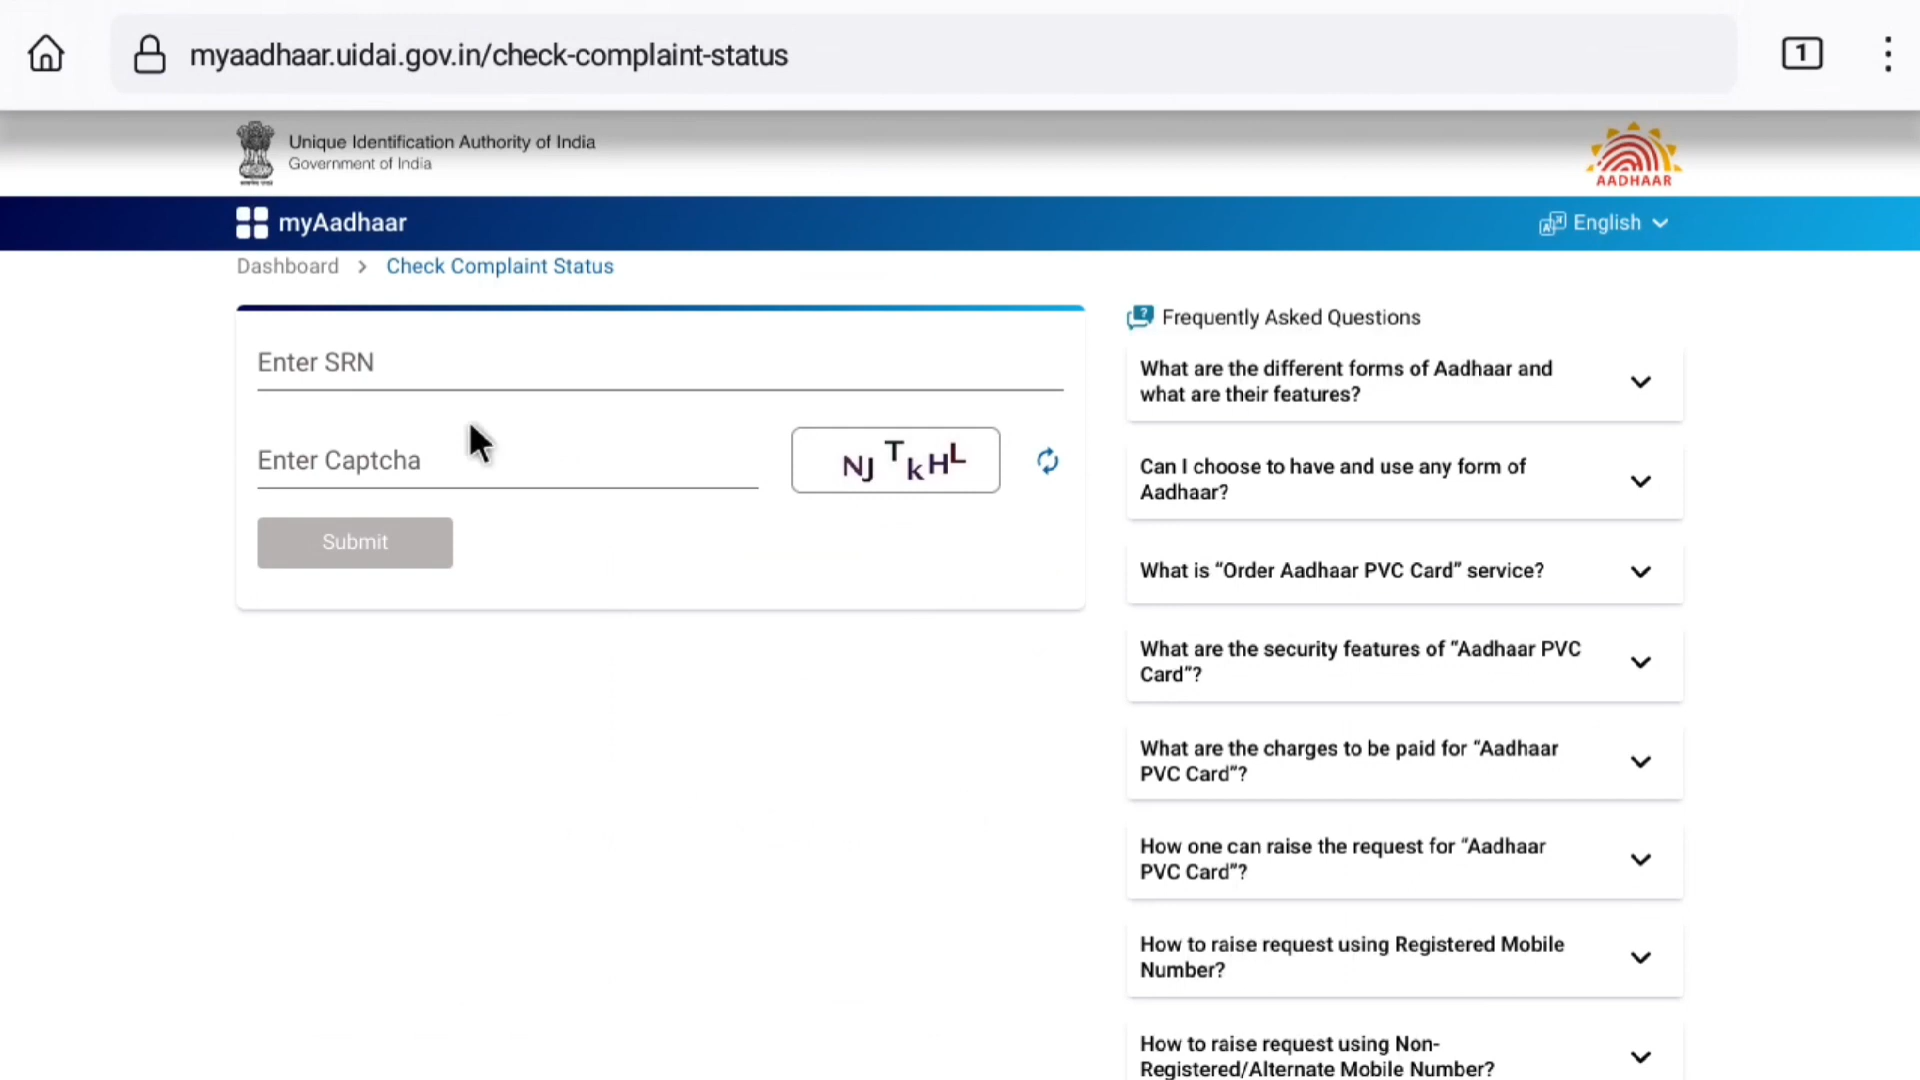 myaadhaar.uidai.gov.in/check-complaint-status
1
Unique Identification Authority of India
Government of India
AADHAAR
myAadhaar
English
Dashboard > Check Complaint Status
Enter SRN
Enter Captcha
NJTkHL
Submit
Frequently Asked Questions
What are the different forms of Aadhaar and
what are their features?
Can I choose to have and use any form of
Aadhaar?
What is “Order Aadhaar PVC Card” service?
What are the security features of “Aadhaar PVC
Card”?
What are the charges to be paid for “Aadhaar
PVC Card”?
How one can raise the request for “Aadhaar
PVC Card”?
How to raise request using Registered Mobile
Number?
How to raise request using Non-
Registered/Alternate Mobile Number?